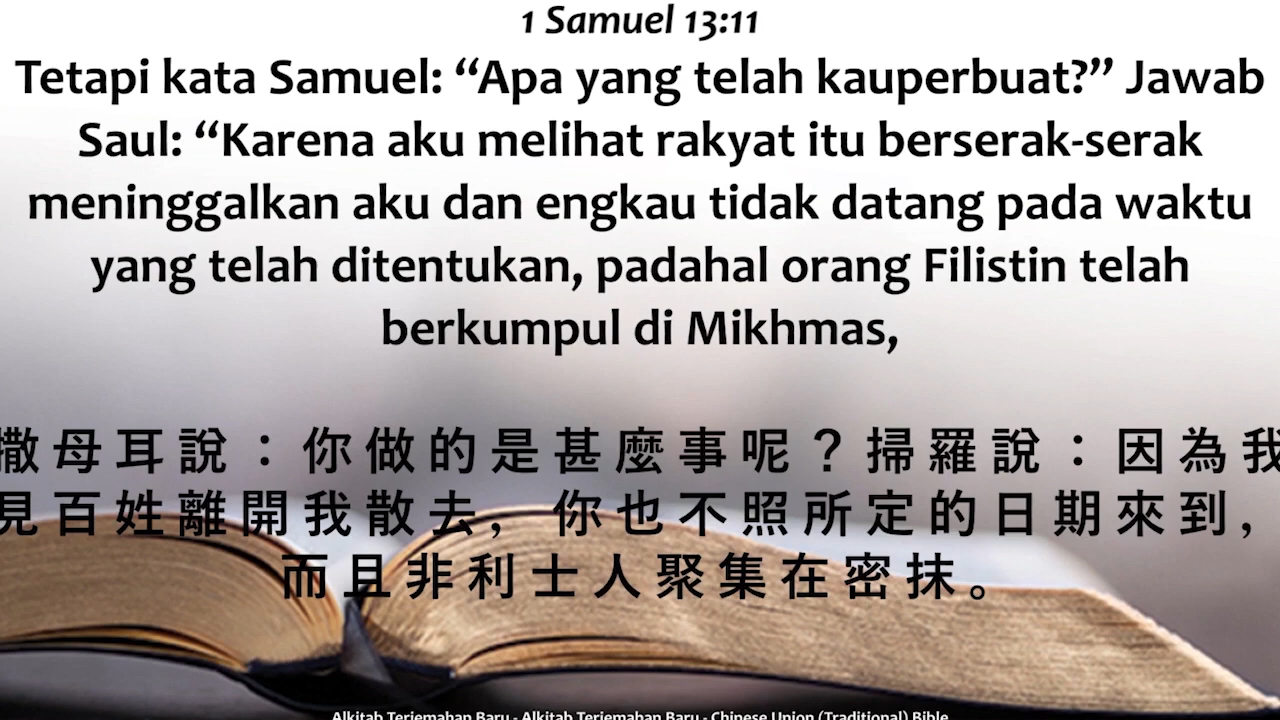 1 Samuel 13:11
Tetapi kata Samuel: “Apa yang telah kauperbuat?” Jawab
Saul: “Karena aku melihat rakyat itu berserak-serak
meninggalkan aku dan engkau tidak datang pada waktu
yang telah ditentukan, padahal orang Filistin telah
berkumpul di Mikhmas,
撒母耳說：你做的是甚麼事呢？掃羅說：因為我
見百姓離開我散去，你也不照所定的日期來到，
而且非利士人聚集在密抹。
Alkitab Terjemahan Baru - Alkitab Terjemahan Baru - Chinese Union (Traditional) Bible